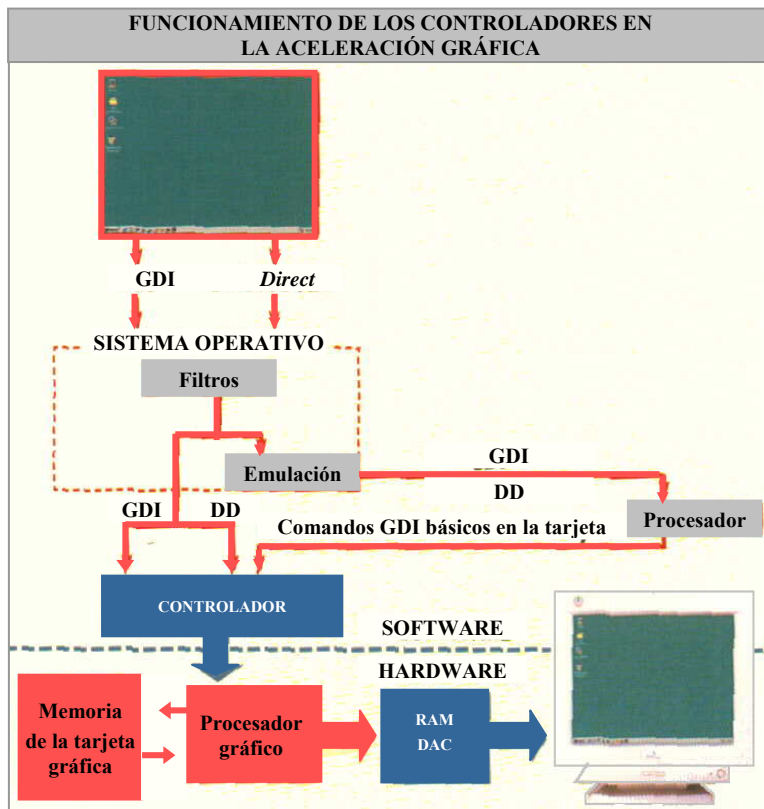 FUNCIONAMIENTO DE LOS CONTROLADORES EN
LA ACELERACIÓN GRÁFICA
GDI Direct
SISTEMA OPERATIVO
Filtros
Emulación
GDI
DD
GDI DD
Comandos GDI básicos en la tarjeta
Procesador
CONTROLADOR
SOFTWARE
HARDWARE
Memoria
de la tarjeta
gráfica
Procesador
gráfico
RAM
DAC